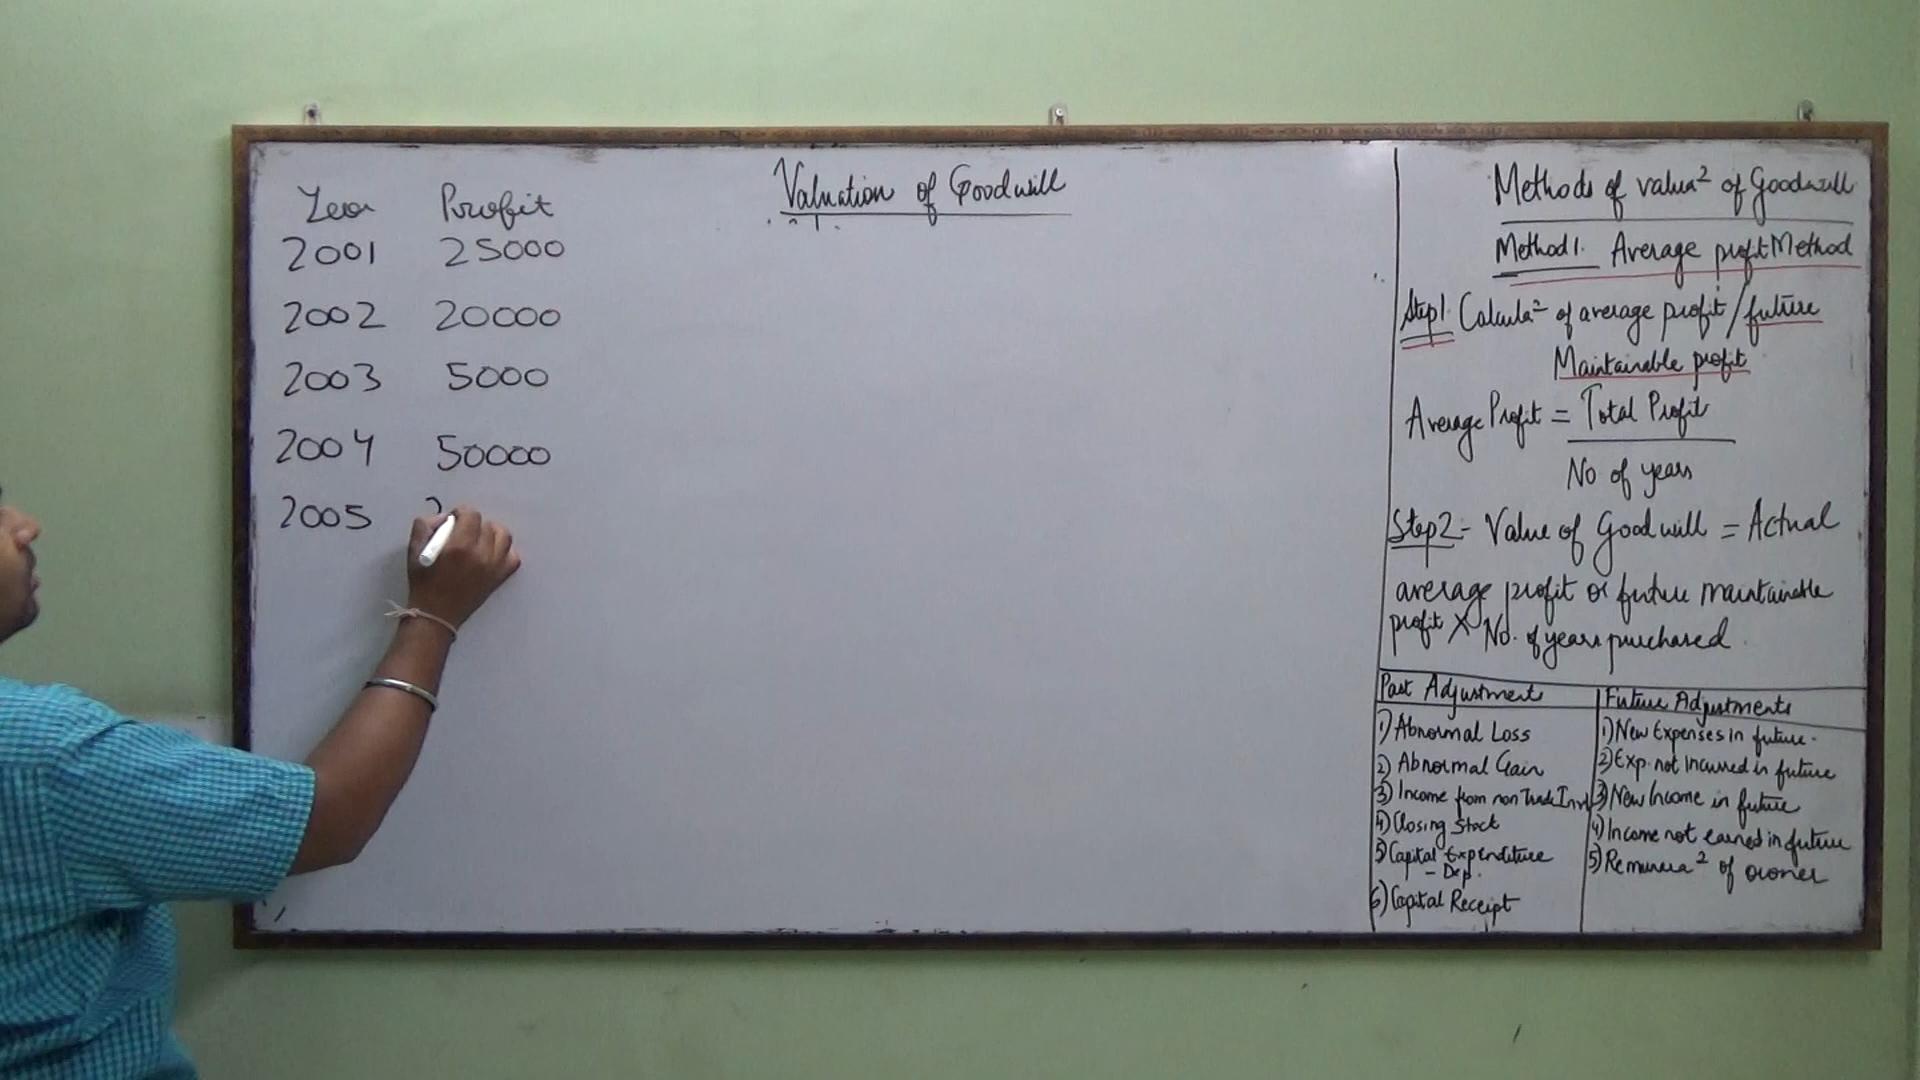 Valuation of Goodwill
Year Profit
2001 25000
2002 20000
2003 5000
2004 50000
2005 2
Methods of valua² of Goodwill
Method 1. Average profit Method
Step1. Calcula² of average profit / future
Maintainable profit
Average Profit = Total Profit
No of years
Step2 - Value of Goodwill = Actual
average profit or future maintainable
profit X No. of years purchased.
Past Adjustment
1) Abnormal Loss
2) Abnormal Gain
3) Income from non Trade Inv
4) Closing Stock
5) Capital Expenditure
- Dep.
6) Capital Receipt
Future Adjustments
1) New Expenses in future.
2) Exp. not Incurred in future
3) New Income in future
4) Income not earned in future
5) Remunera² of owner